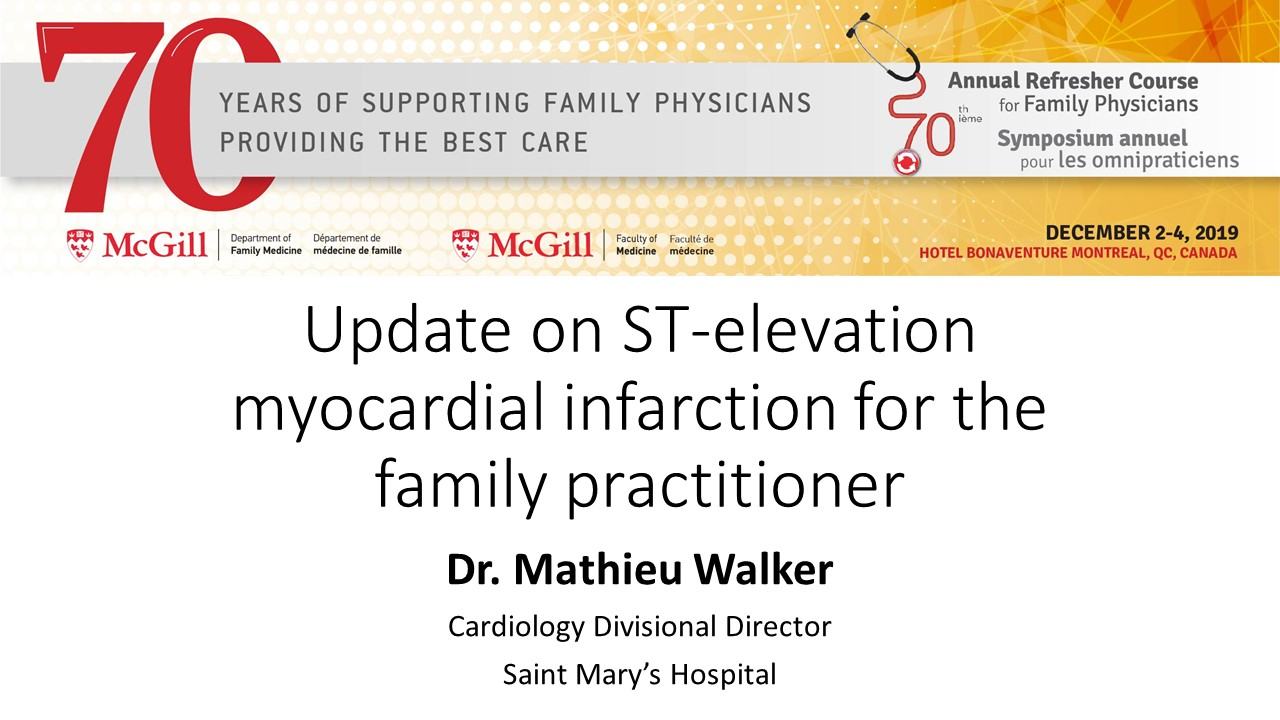 70
YEARS OF SUPPORTING FAMILY PHYSICIANS
PROVIDING THE BEST CARE
Annual Refresher Course
for Family Physicians
70 th ième
Symposium annuel
pour les omnipraticiens
McGill
Department of
Family Medicine
Département de
médecine de famille
McGill
Faculty of
Medicine
Faculté de
médecine
DECEMBER 2-4, 2019
HOTEL BONAVENTURE MONTREAL, QC, CANADA
Update on ST-elevation
myocardial infarction for the
family practitioner
Dr. Mathieu Walker
Cardiology Divisional Director
Saint Mary’s Hospital